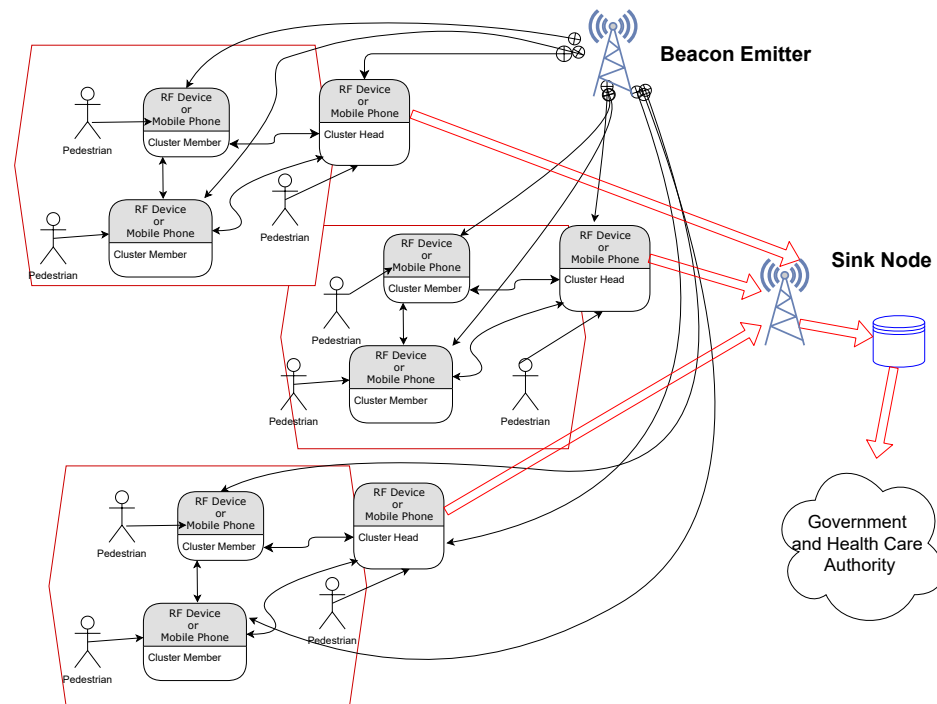 Beacon Emitter
RF Device
or
Mobile Phone
Cluster Member
Pedestrian
RF Device
or
Mobile Phone
Cluster Head
RF Device
or
Mobile Phone
Cluster Member
Pedestrian
Pedestrian
RF Device
or
Mobile Phone
Cluster Member
Pedestrian
RF Device
or
Mobile Phone
Cluster Head
RF Device
or
Mobile Phone
Cluster Member
Pedestrian
Pedestrian
Sink Node
RF Device
or
Mobile Phone
Cluster Member
Pedestrian
RF Device
or
Mobile Phone
Cluster Head
RF Device
or
Mobile Phone
Cluster Member
Pedestrian
Pedestrian
Government
and Health Care
Authority